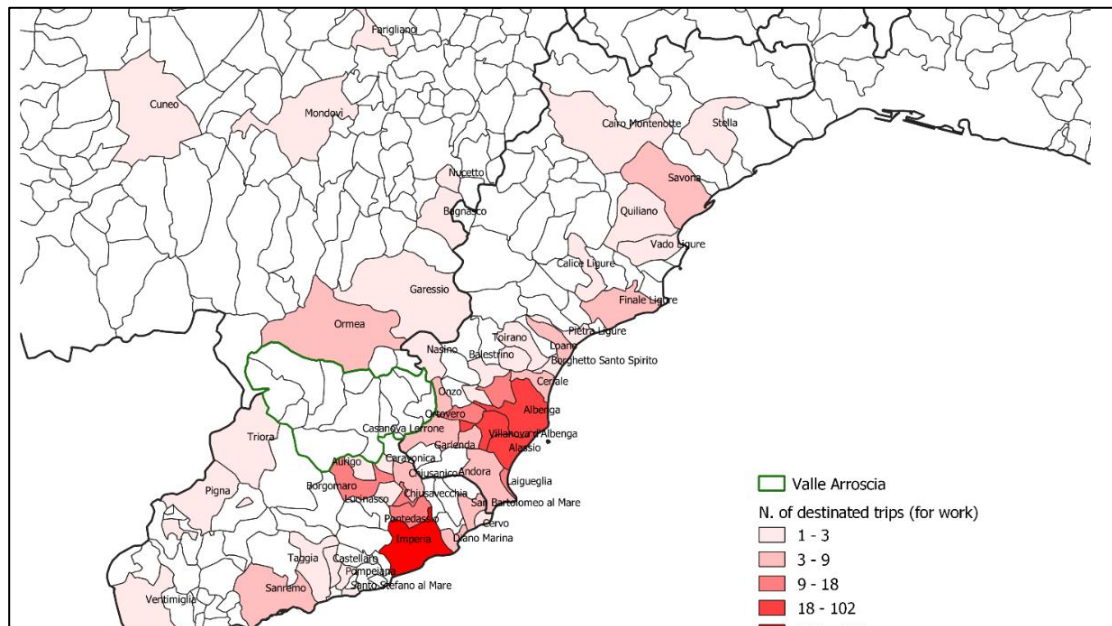 Farigliano
Cuneo
Mondovì
Cairo Montenotte
Stella
Nucetto
Savona
Bagnasco
Quiliano
Vado Ligure
Calice Ligure
Garessio
Finale Ligure
Ormea
Pietra Ligure
Toirano
Loano
Nasino
Balestrino
Borghetto Santo Spirito
Ceriale
Onzo
Ortovero
Albenga
Casanova Lerrone
Villanova d'Albenga
Triora
Garlenda
Alassio
Caravonica
Aurigo
Chiusanico
Andora
Borgomaro
Laigueglia
Pigna
Lucinasco
Chiusavecchia
San Bartolomeo al Mare
Pontedassio
Cervo
Imperia
Diano Marina
Taggia
Castellaro
Pompeiana
Santo Stefano al Mare
Sanremo
Ventimiglia
Valle Arroscia
N. of destinated trips (for work)
1 - 3
3 - 9
9 - 18
18 - 102